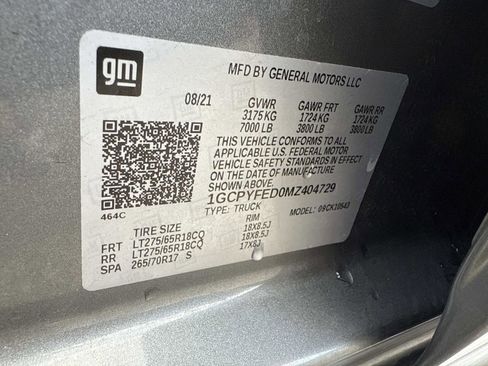 gm
MFD BY GENERAL MOTORS LLC
08/21 GVWR GAWR FRT GAWR RR
3175 KG 1724 KG 1724 KG
7000 LB 3800 LB 3800 LB
THIS VEHICLE CONFORMS TO ALL
APPLICABLE U.S. FEDERAL MOTOR
VEHICLE SAFETY STANDARDS IN EFFECT
ON THE DATE OF MANUFACTURE SHOWN ABOVE.
1GCPYFED0MZ404729
464C TYPE: TRUCK MODEL: 09CK10543
TIRE SIZE RIM
FRT LT275/65R18CQ 18X8.5J
RR LT275/65R18CQ 18X8.5J
SPA 265/70R17 S 17X8J